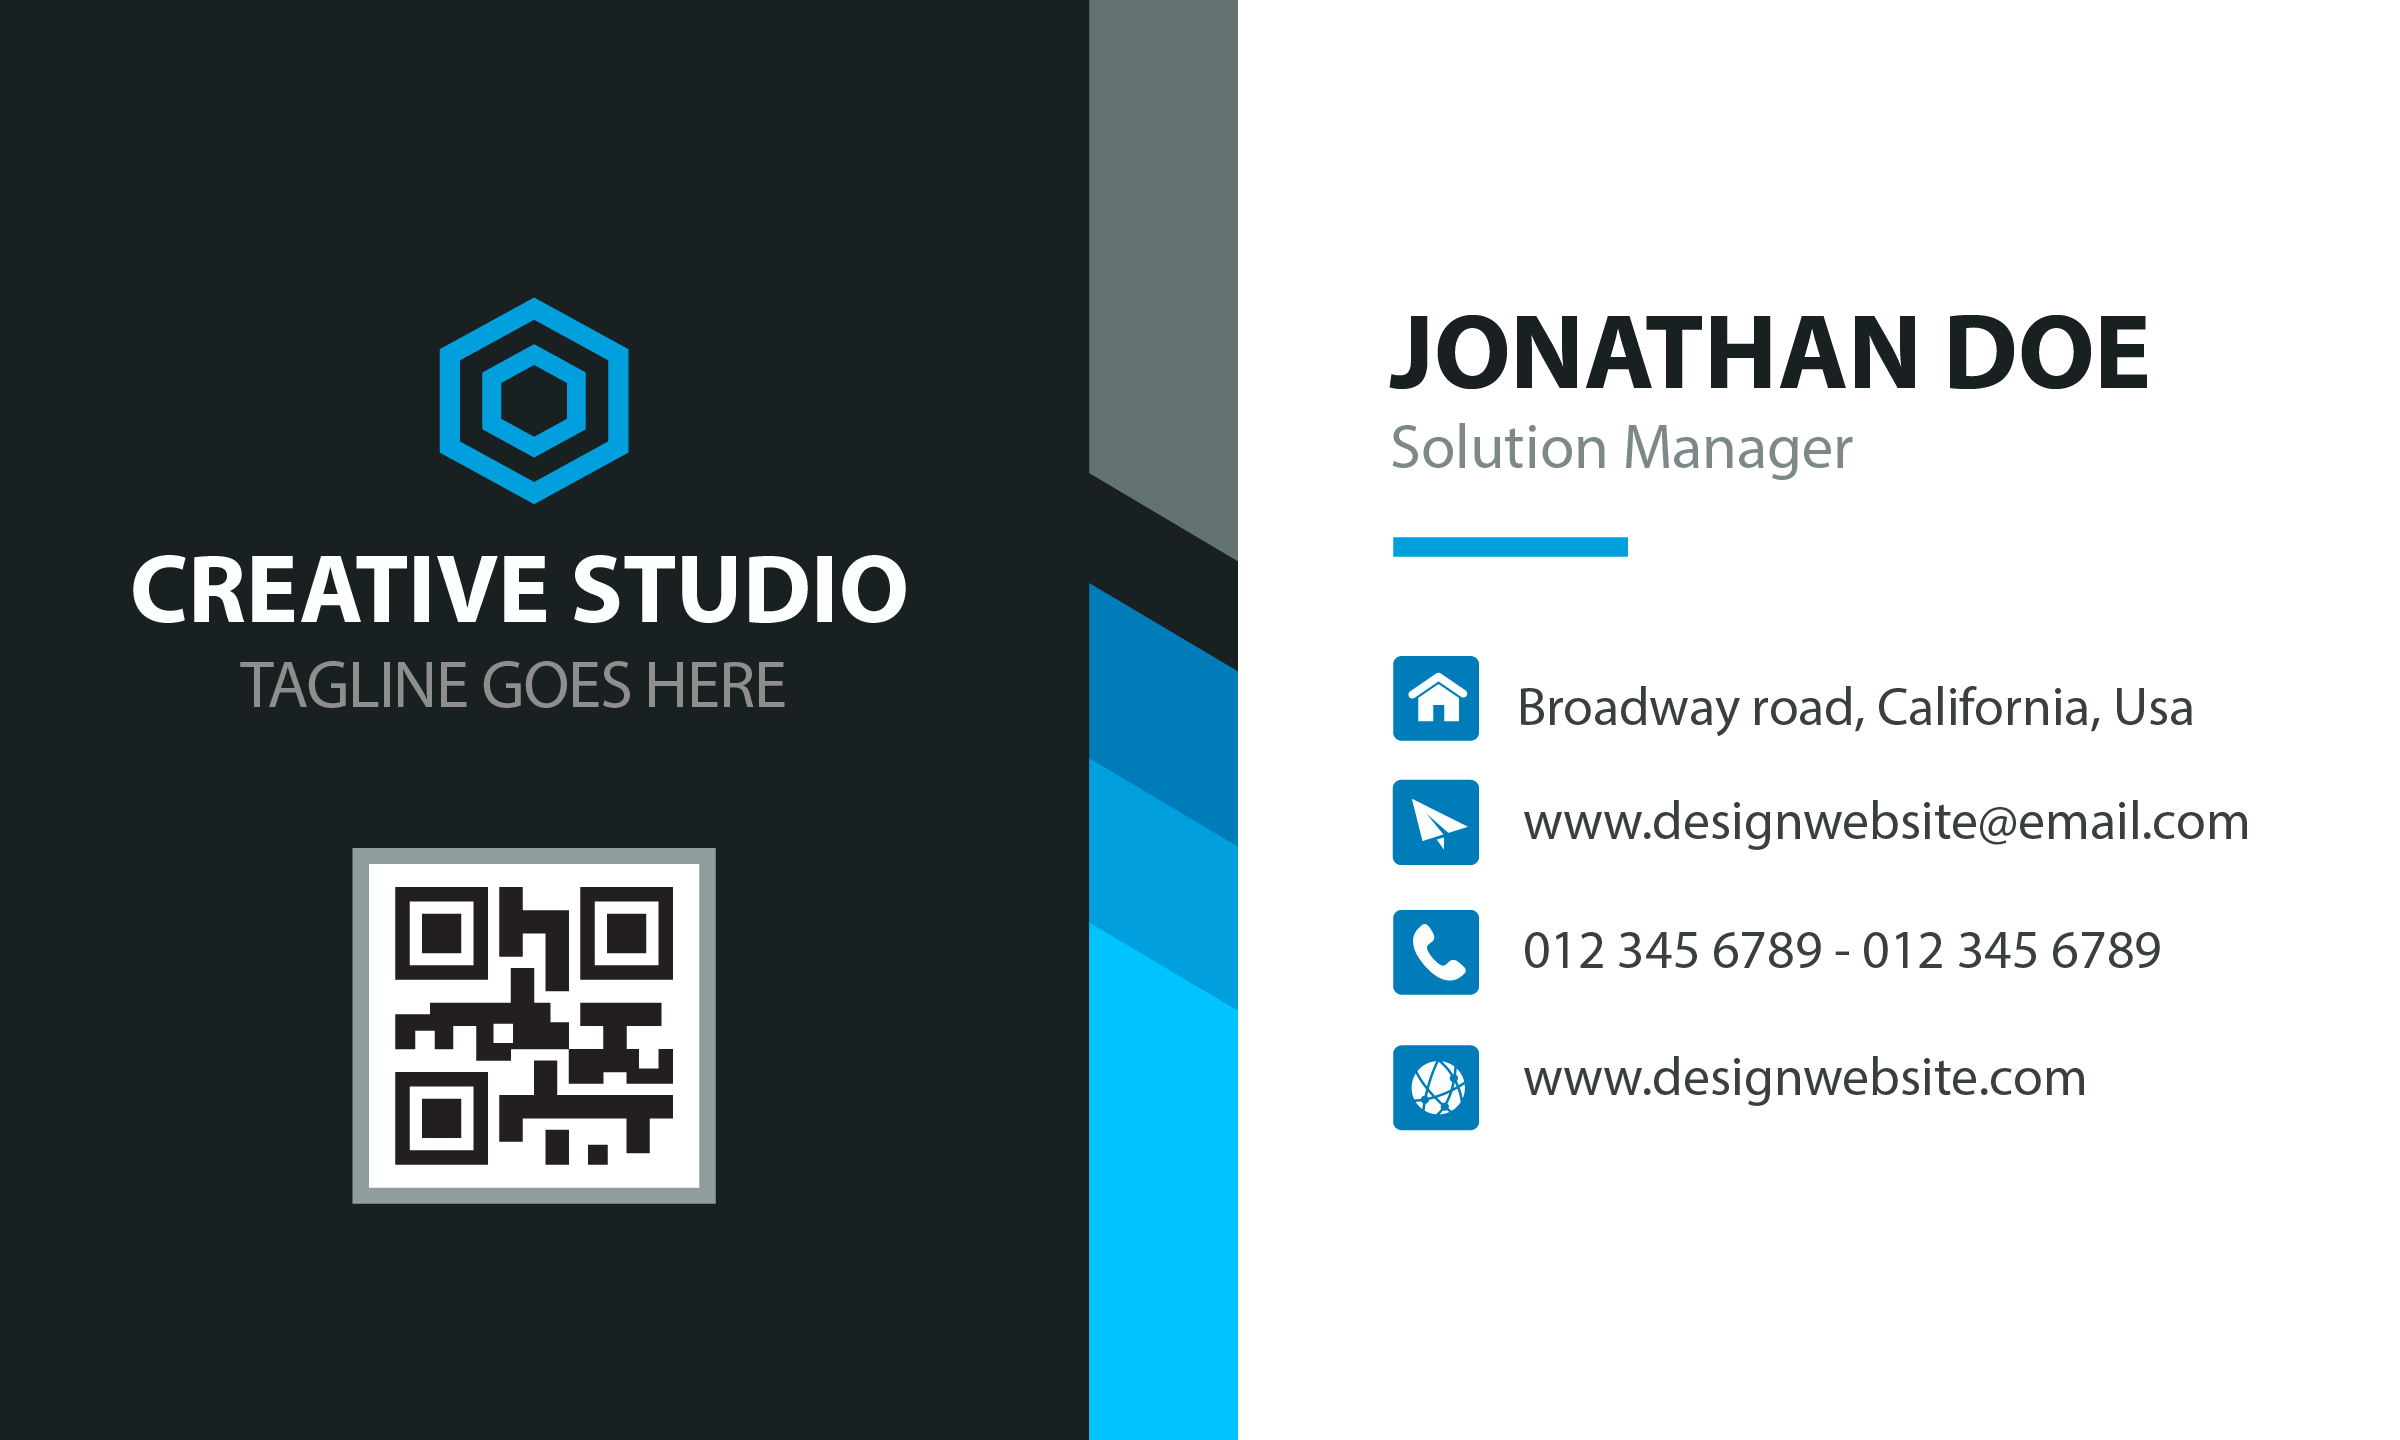 CREATIVE STUDIO
TAGLINE GOES HERE
JONATHAN DOE
Solution Manager
Broadway road, California, Usa
www.designwebsite@email.com
012 345 6789 - 012 345 6789
www.designwebsite.com